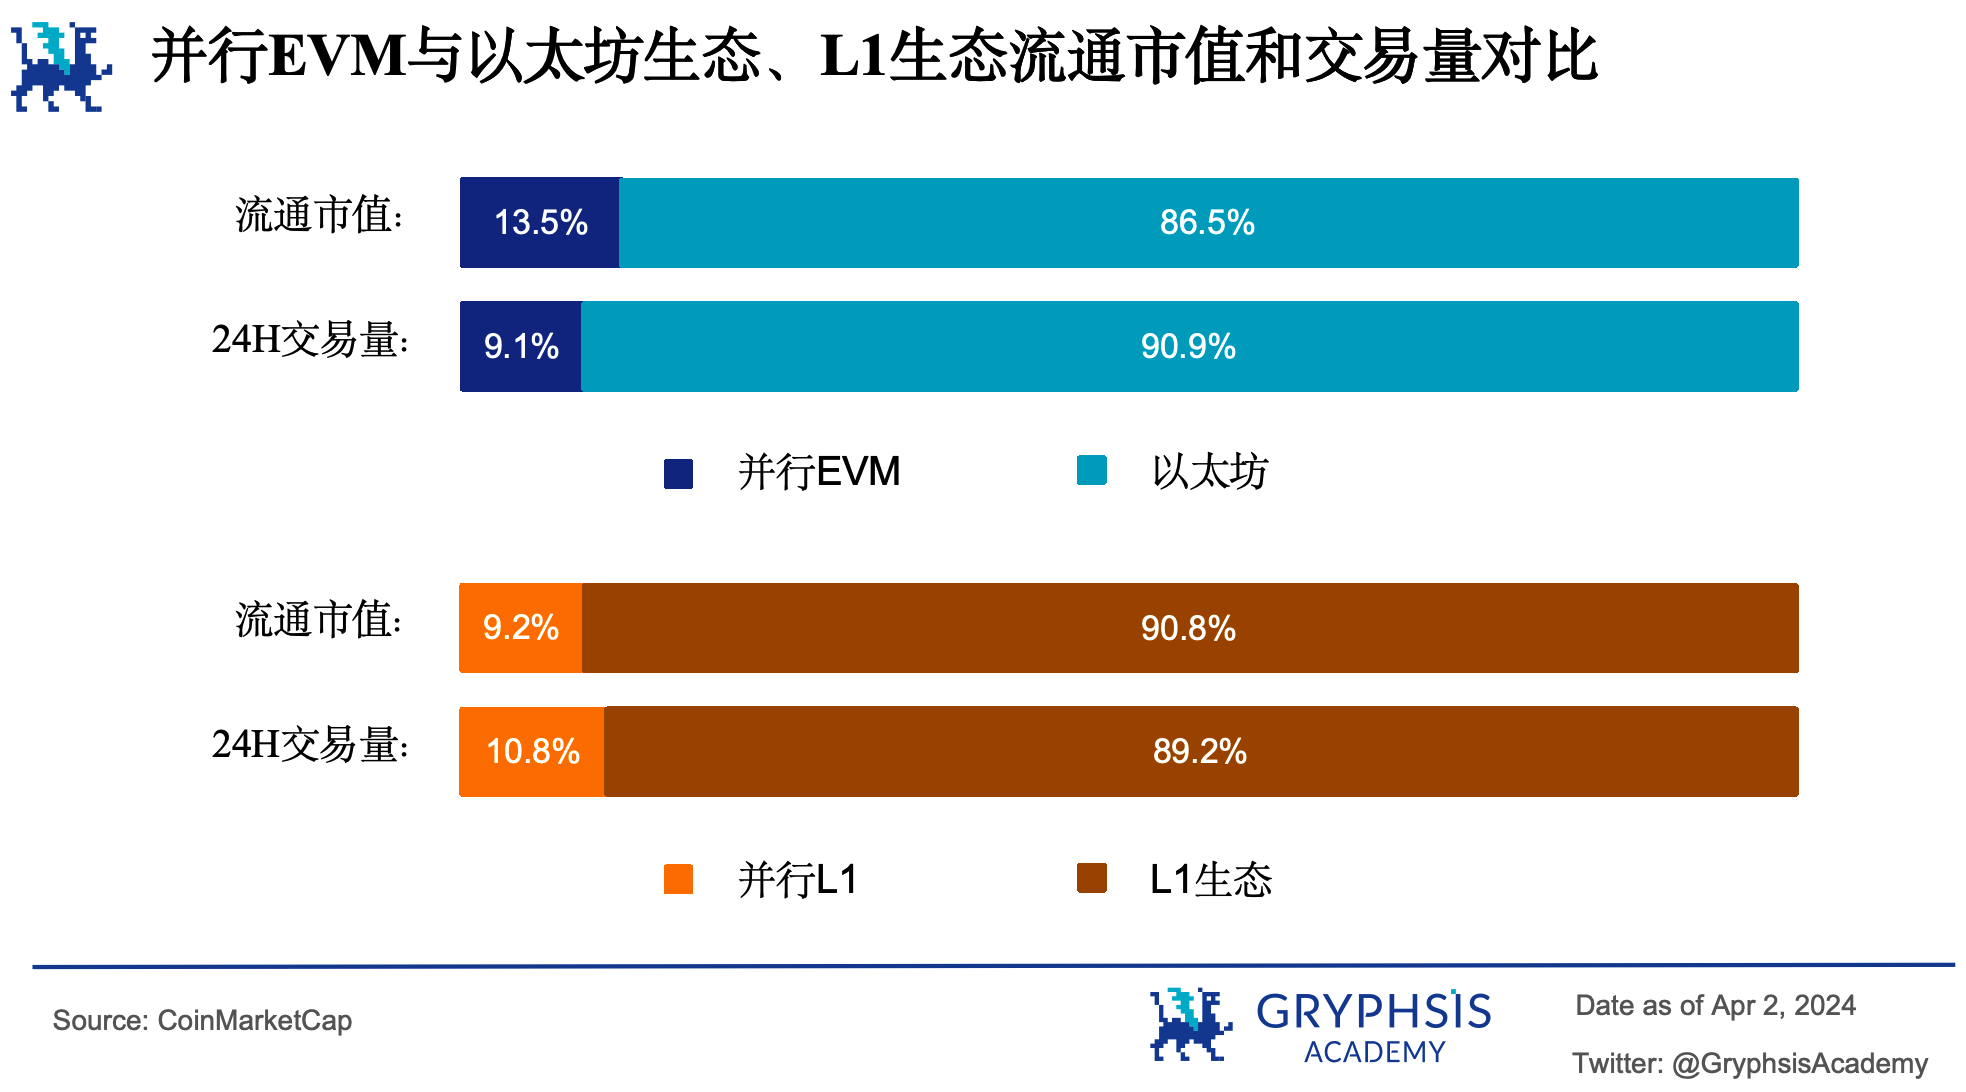 并行EVM与以太坊生态、L1生态流通市值和交易量对比
流通市值：
13.5%
86.5%
24H交易量：
9.1%
90.9%
并行EVM
以太坊
流通市值：
9.2%
90.8%
24H交易量：
10.8%
89.2%
并行L1
L1生态
Source: CoinMarketCap
GRYPHSIS
ACADEMY
Date as of Apr 2, 2024
Twitter: @GryphsisAcademy